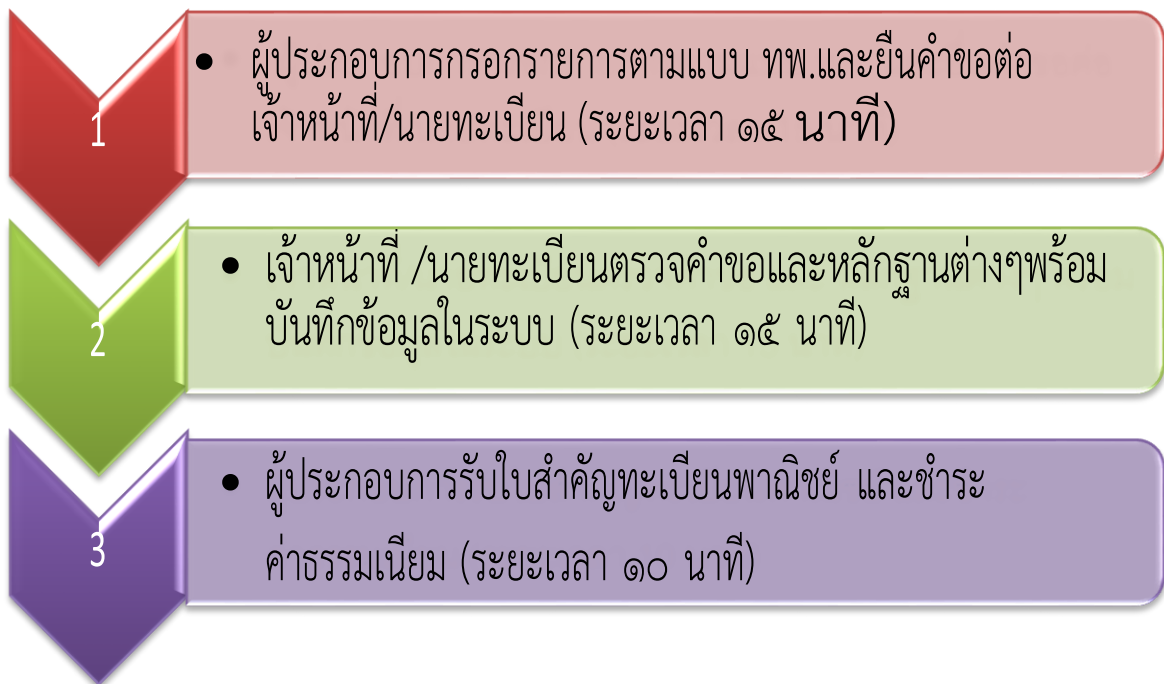 1
• ผู้ประกอบการกรอกรายการตามแบบ ทพ.และยืนคำขอต่อ
เจ้าหน้าที่/นายทะเบียน (ระยะเวลา ๑๕ นาที)
2
• เจ้าหน้าที่ /นายทะเบียนตรวจคำขอและหลักฐานต่างๆพร้อม
บันทึกข้อมูลในระบบ (ระยะเวลา ๑๕ นาที)
3
• ผู้ประกอบการรับใบสำคัญทะเบียนพาณิชย์ และชำระ
ค่าธรรมเนียม (ระยะเวลา ๑๐ นาที)